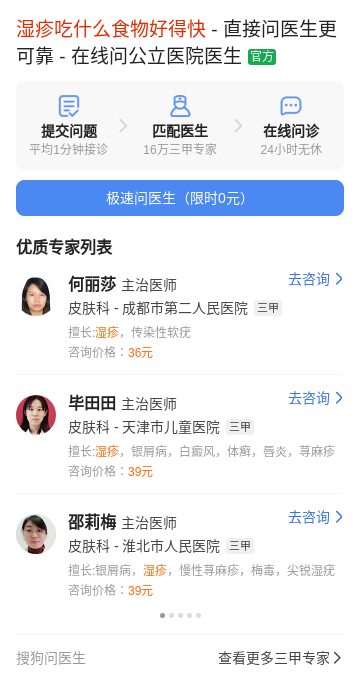 湿疹吃什么食物好得快 - 直接问医生更
可靠 - 在线问公立医院医生 官方
提交问题 匹配医生 在线问诊
平均1分钟接诊 16万三甲专家 24小时无休
极速问医生（限时0元）
优质专家列表
何丽莎 主治医师 去咨询
皮肤科 - 成都市第二人民医院 三甲
擅长:湿疹，传染性软疣
咨询价格：36元
毕田田 主治医师 去咨询
皮肤科 - 天津市儿童医院 三甲
擅长:湿疹，银屑病，白癜风，体癣，唇炎，荨麻疹
咨询价格：39元
邵莉梅 主治医师 去咨询
皮肤科 - 淮北市人民医院 三甲
擅长:银屑病，湿疹，慢性荨麻疹，梅毒，尖锐湿疣
咨询价格：39元
搜狗问医生 查看更多三甲专家